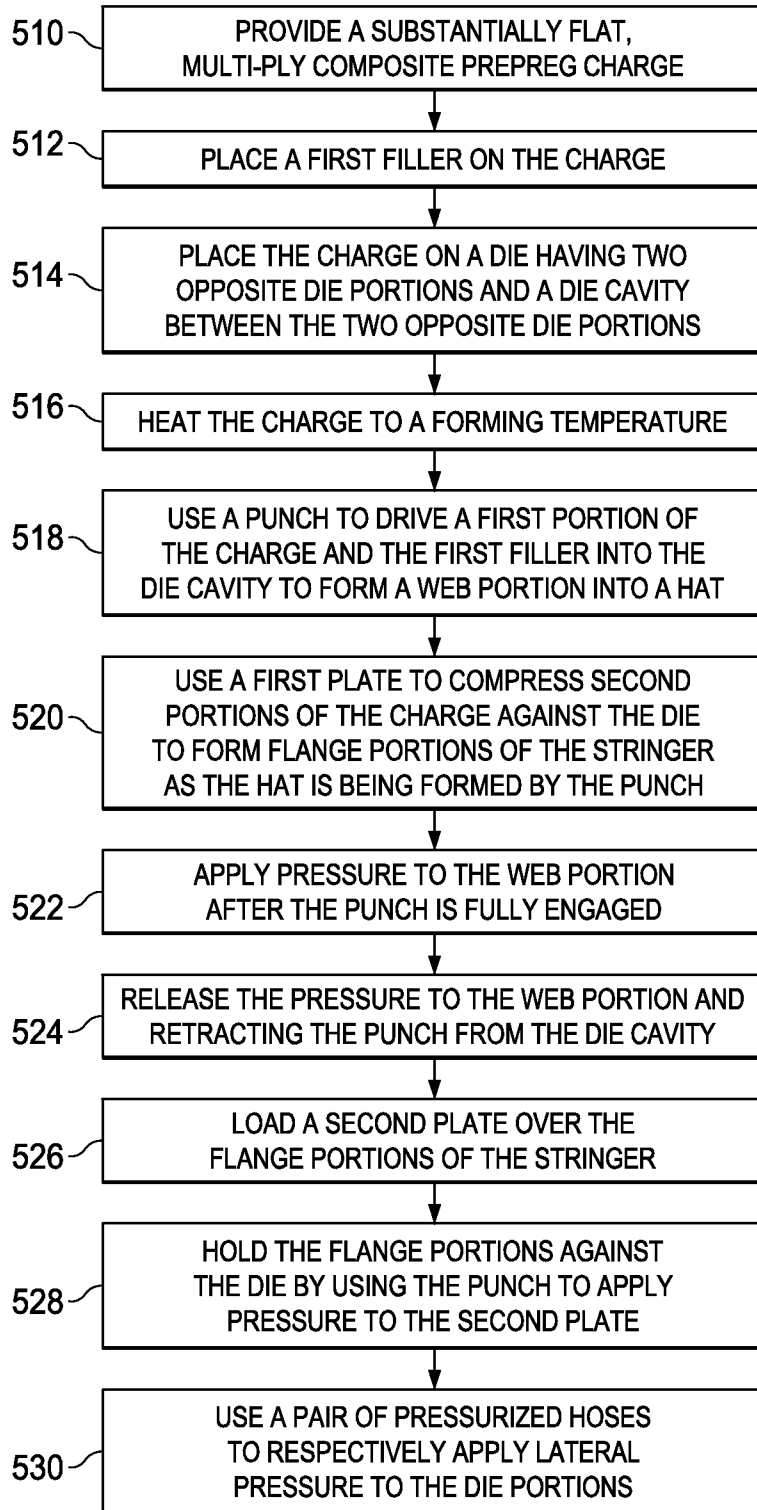 510
PROVIDE A SUBSTANTIALLY FLAT,
MULTI-PLY COMPOSITE PREPREG CHARGE
512
PLACE A FIRST FILLER ON THE CHARGE
514
PLACE THE CHARGE ON A DIE HAVING TWO
OPPOSITE DIE PORTIONS AND A DIE CAVITY
BETWEEN THE TWO OPPOSITE DIE PORTIONS
516
HEAT THE CHARGE TO A FORMING TEMPERATURE
518
USE A PUNCH TO DRIVE A FIRST PORTION OF
THE CHARGE AND THE FIRST FILLER INTO THE
DIE CAVITY TO FORM A WEB PORTION INTO A HAT
520
USE A FIRST PLATE TO COMPRESS SECOND
PORTIONS OF THE CHARGE AGAINST THE DIE
TO FORM FLANGE PORTIONS OF THE STRINGER
AS THE HAT IS BEING FORMED BY THE PUNCH
522
APPLY PRESSURE TO THE WEB PORTION
AFTER THE PUNCH IS FULLY ENGAGED
524
RELEASE THE PRESSURE TO THE WEB PORTION AND
RETRACTING THE PUNCH FROM THE DIE CAVITY
526
LOAD A SECOND PLATE OVER THE
FLANGE PORTIONS OF THE STRINGER
528
HOLD THE FLANGE PORTIONS AGAINST
THE DIE BY USING THE PUNCH TO APPLY
PRESSURE TO THE SECOND PLATE
530
USE A PAIR OF PRESSURIZED HOSES
TO RESPECTIVELY APPLY LATERAL
PRESSURE TO THE DIE PORTIONS